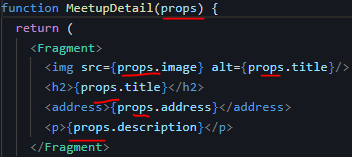 function MeetupDetail(props) {
return (
<Fragment>
<img src={props.image} alt={props.title}/>
<h2>{props.title}</h2>
<address>{props.address}</address>
<p>{props.description}</p>
</Fragment>